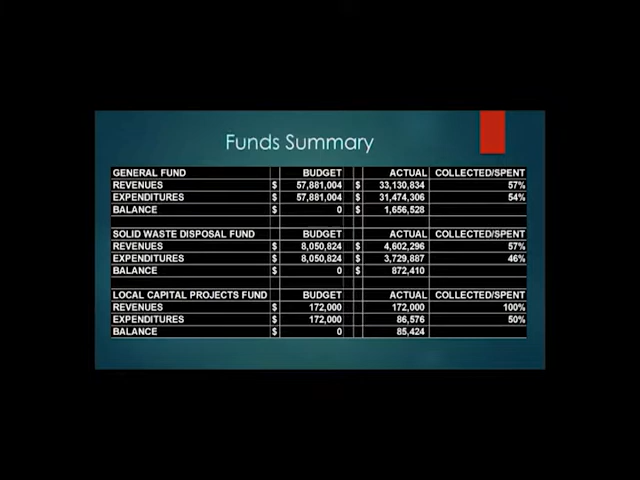 Funds Summary
GENERAL FUND BUDGET ACTUAL COLLECTED/SPENT
REVENUES $ 57,881,004 $ 33,130,834 57%
EXPENDITURES $ 57,881,004 $ 31,474,306 54%
BALANCE $ 0 $ 1,656,528
SOLID WASTE DISPOSAL FUND BUDGET ACTUAL COLLECTED/SPENT
REVENUES $ 8,050,824 $ 4,602,296 57%
EXPENDITURES $ 8,050,824 $ 3,729,887 46%
BALANCE $ 0 $ 872,410
LOCAL CAPITAL PROJECTS FUND BUDGET ACTUAL COLLECTED/SPENT
REVENUES $ 172,000 $ 172,000 100%
EXPENDITURES $ 172,000 $ 86,576 50%
BALANCE $ 0 $ 85,424